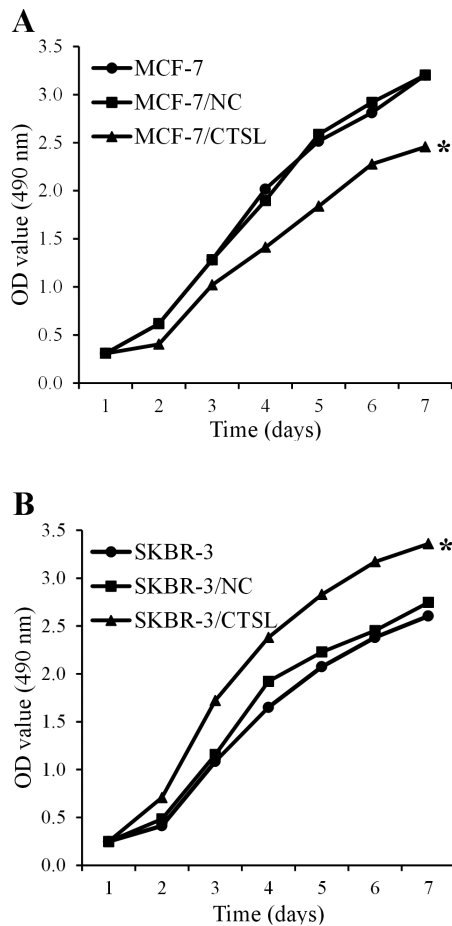 A
3.5
3.0
2.5
2.0
1.5
1.0
0.5
0.0
OD value (490 nm)
MCF-7
MCF-7/NC
MCF-7/CTSL
*
1 2 3 4 5 6 7
Time (days)
B
3.5
3.0
2.5
2.0
1.5
1.0
0.5
0.0
OD value (490 nm)
SKBR-3
SKBR-3/NC
SKBR-3/CTSL
*
1 2 3 4 5 6 7
Time (days)